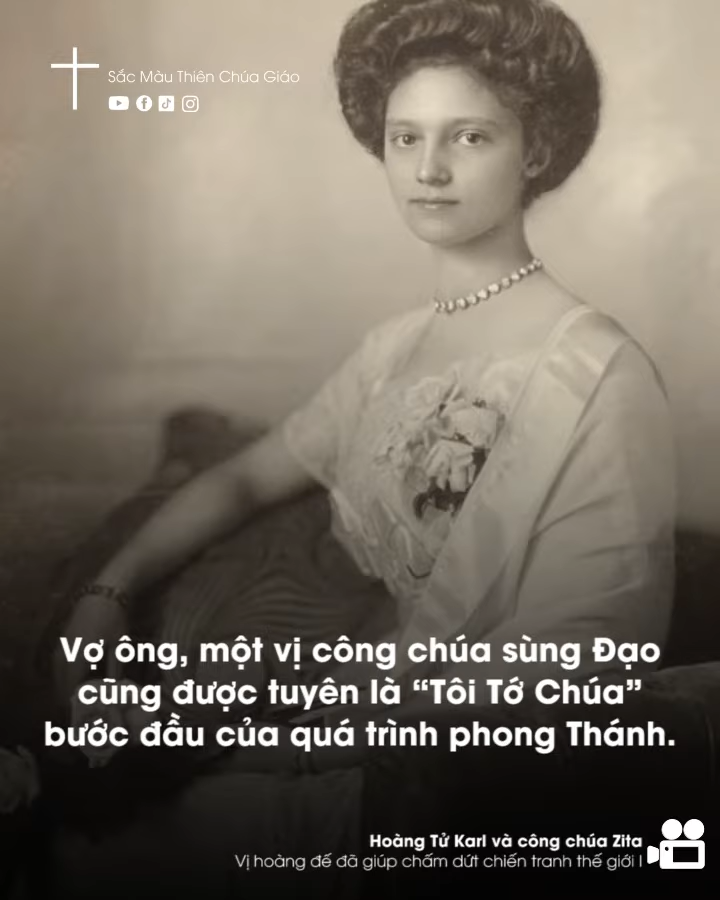 Sắc Màu Thiên Chúa Giáo
Vợ ông, một vị công chúa sùng Đạo
cũng được tuyên là “Tôi Tớ Chúa”
bước đầu của quá trình phong Thánh.
Hoàng Tử Karl và công chúa Zita
Vị hoàng đế đã giúp chấm dứt chiến tranh thế giới I